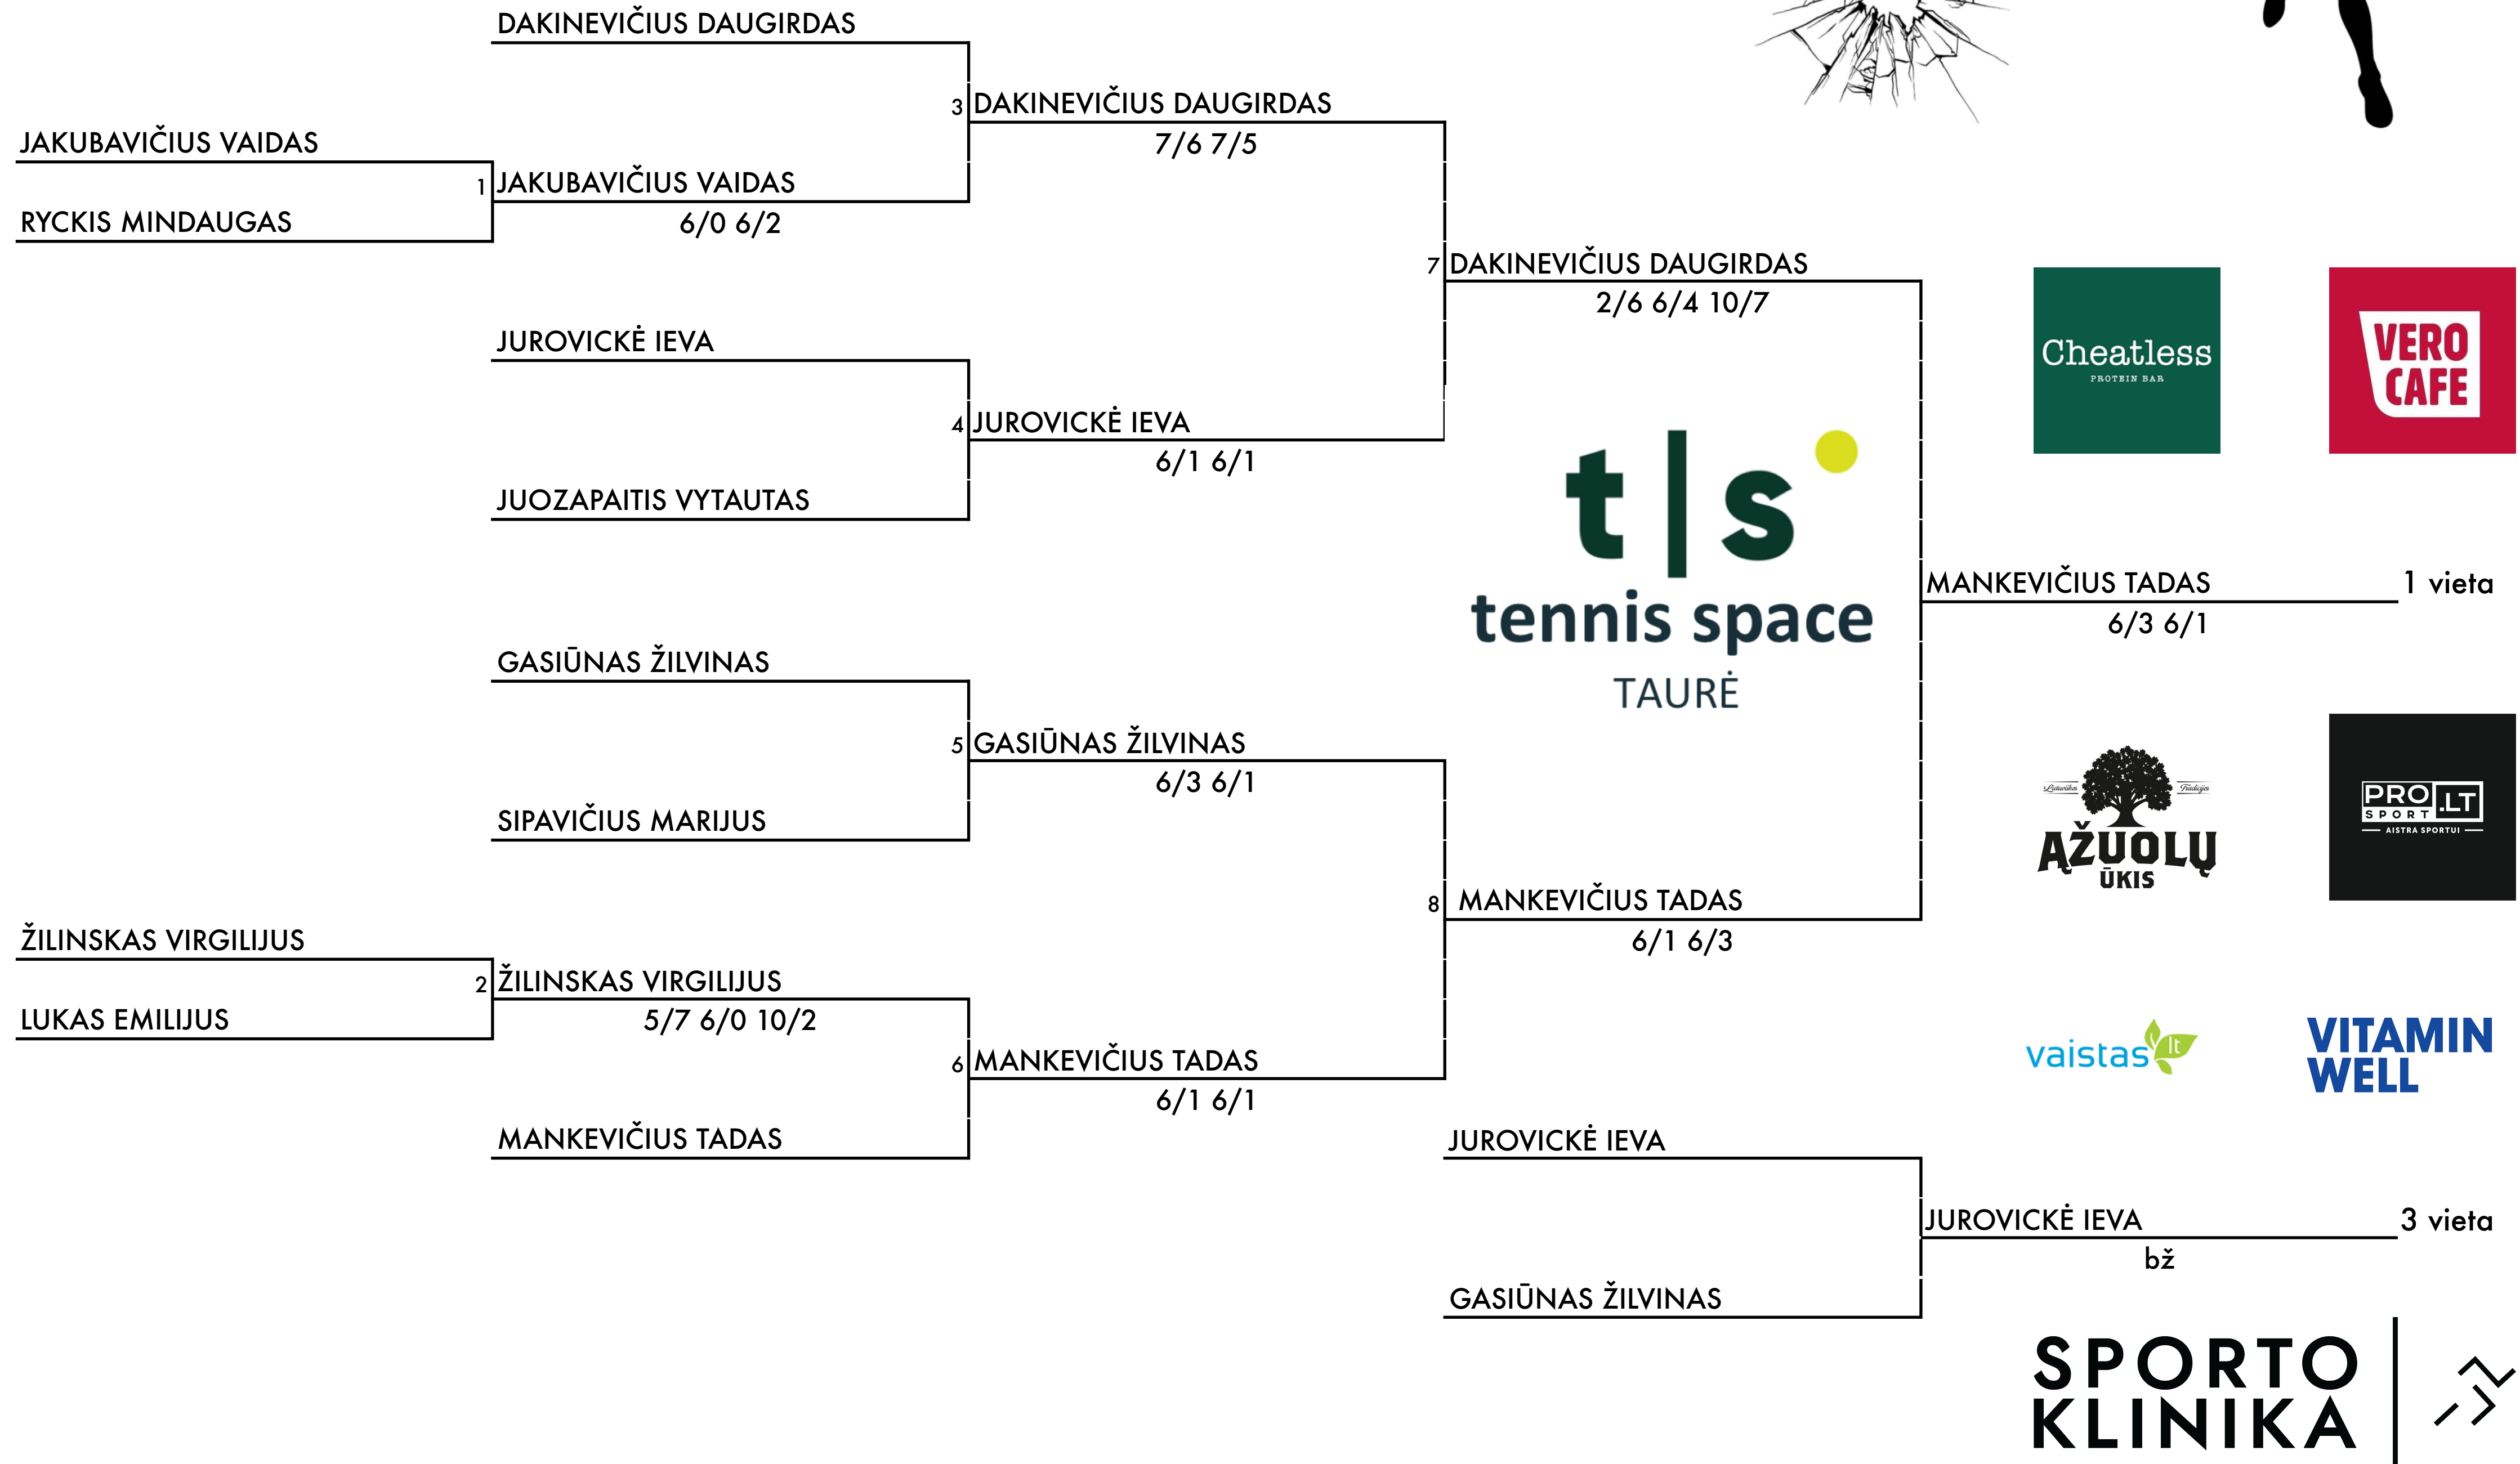 DAKINEVIČIUS DAUGIRDAS
3 DAKINEVIČIUS DAUGIRDAS
7/6 7/5
JAKUBAVIČIUS VAIDAS
1 JAKUBAVIČIUS VAIDAS
6/0 6/2
RYCKIS MINDAUGAS
7 DAKINEVIČIUS DAUGIRDAS
2/6 6/4 10/7
JUROVICKĖ IEVA
4 JUROVICKĖ IEVA
6/1 6/1
JUOZAPAITIS VYTAUTAS
Cheatless
PROTEIN BAR
VERO
CAFE
t|s
tennis space
TAURĖ
MANKEVIČIUS TADAS 1 vieta
6/3 6/1
GASIŪNAS ŽILVINAS
5 GASIŪNAS ŽILVINAS
6/3 6/1
SIPAVIČIUS MARIJUS
Lietuviškos Tradicijos
ĄŽUOLŲ
ŪKIS
PRO .LT
SPORT
AISTRA SPORTUI
8 MANKEVIČIUS TADAS
6/1 6/3
ŽILINSKAS VIRGILIJUS
2 ŽILINSKAS VIRGILIJUS
5/7 6/0 10/2
LUKAS EMILIJUS
6 MANKEVIČIUS TADAS
6/1 6/1
MANKEVIČIUS TADAS
vaistas lt
VITAMIN
WELL
JUROVICKĖ IEVA
JUROVICKĖ IEVA 3 vieta
bž
GASIŪNAS ŽILVINAS
SPORTO
KLINIKA